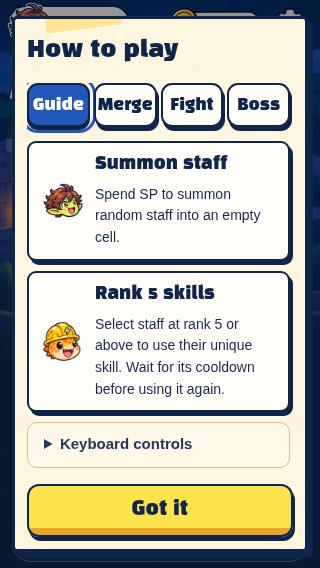 How to play
Guide
Merge
Fight
Boss
Summon staff
Spend SP to summon
random staff into an empty
cell.
Rank 5 skills
Select staff at rank 5 or
above to use their unique
skill. Wait for its cooldown
before using it again.
Keyboard controls
Got it